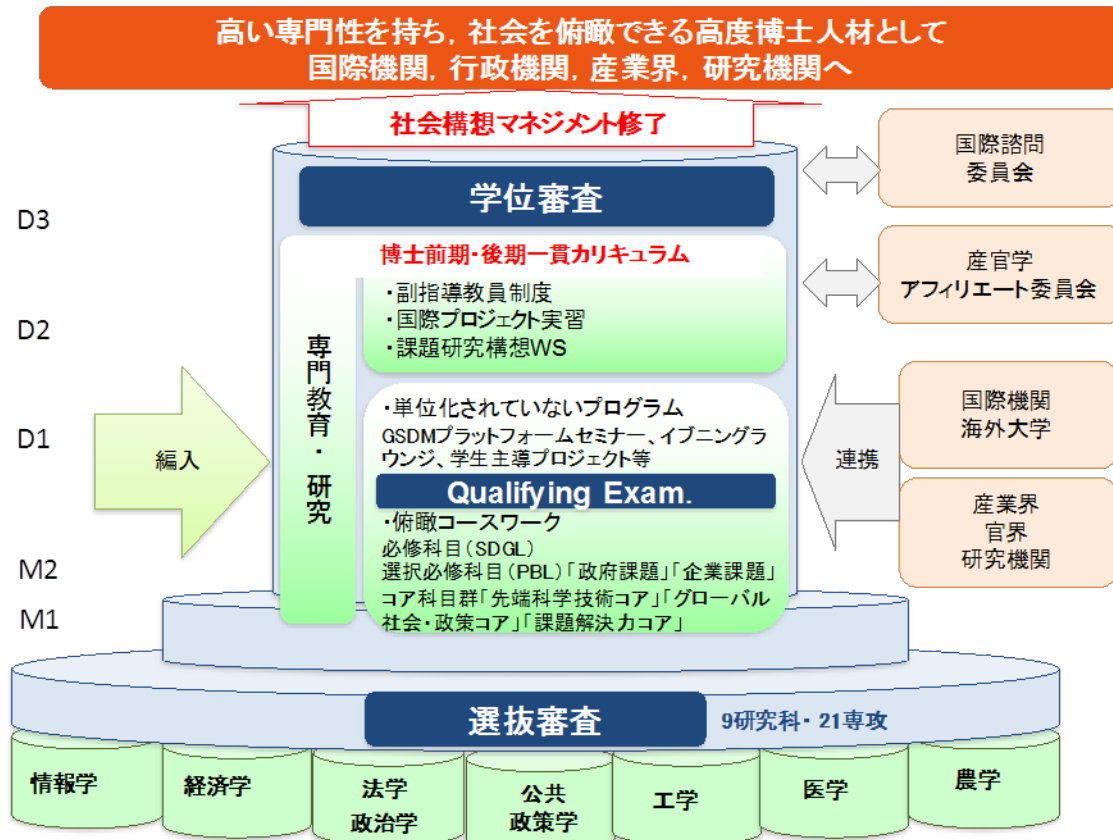 高い専門性を持ち，社会を俯瞰できる高度博士人材として
国際機関，行政機関，産業界，研究機関へ
社会構想マネジメント修了
学位審査
国際諮問
委員会
D3
博士前期・後期一貫カリキュラム
産官学
アフィリエート委員会
・副指導教員制度
・国際プロジェクト実習
・課題研究構想WS
D2
専門教育・研究
D1
編入
・単位化されていないプログラム
GSDMプラットフォームセミナー、イブニングラ
ウンジ、学生主導プロジェクト等
国際機関
海外大学
連携
Qualifying Exam.
産業界
官界
研究機関
・俯瞰コースワーク
必修科目（SDGL）
選択必修科目（PBL）「政府課題」「企業課題」
コア科目群「先端科学技術コア」「グローバル
社会・政策コア」「課題解決力コア」
M2
M1
選抜審査
9研究科・21専攻
情報学
経済学
法学
政治学
公共
政策学
工学
医学
農学